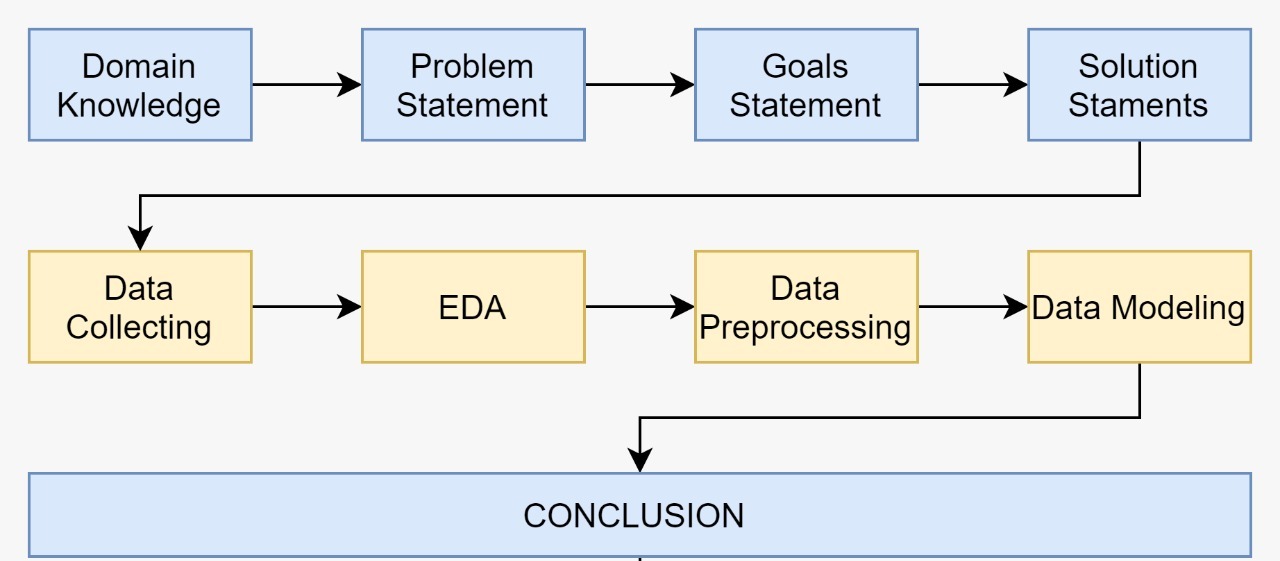 Domain
Knowledge
Problem
Statement
Goals
Statement
Solution
Staments
Data
Collecting
EDA
Data
Preprocessing
Data Modeling
CONCLUSION